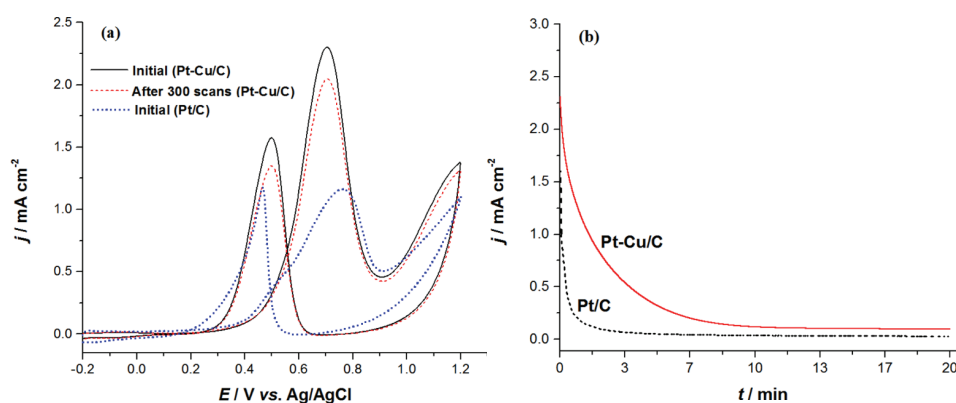 (a)
2.5
2.0
1.5
1.0
0.5
0.0
j / mA cm-2
Initial (Pt-Cu/C)
After 300 scans (Pt-Cu/C)
Initial (Pt/C)
-0.2 0.0 0.2 0.4 0.6 0.8 1.0 1.2
E / V vs. Ag/AgCl
(b)
3.0
2.5
2.0
1.5
1.0
0.5
0.0
j / mA cm-2
Pt-Cu/C
Pt/C
0 3 7 10 13 17 20
t / min